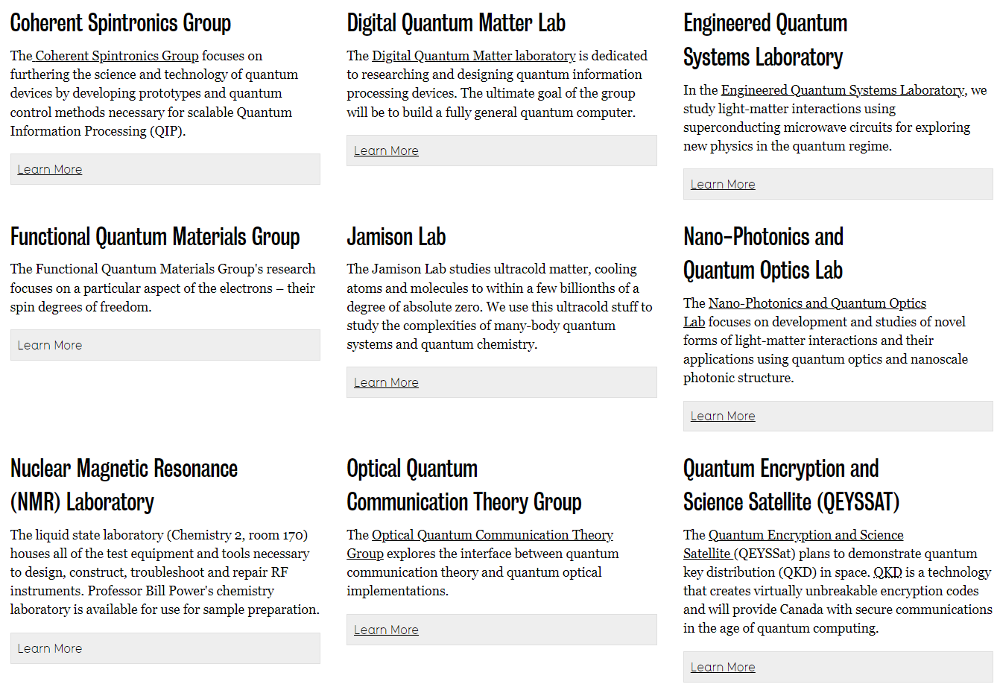 Coherent Spintronics Group
The Coherent Spintronics Group focuses on
furthering the science and technology of quantum
devices by developing prototypes and quantum
control methods necessary for scalable Quantum
Information Processing (QIP).
Learn More
Digital Quantum Matter Lab
The Digital Quantum Matter laboratory is dedicated
to researching and designing quantum information
processing devices. The ultimate goal of the group
will be to build a fully general quantum computer.
Learn More
Engineered Quantum
Systems Laboratory
In the Engineered Quantum Systems Laboratory, we
study light-matter interactions using
superconducting microwave circuits for exploring
new physics in the quantum regime.
Learn More
Functional Quantum Materials Group
The Functional Quantum Materials Group's research
focuses on a particular aspect of the electrons – their
spin degrees of freedom.
Learn More
Jamison Lab
The Jamison Lab studies ultracold matter, cooling
atoms and molecules to within a few billionths of a
degree of absolute zero. We use this ultracold stuff to
study the complexities of many-body quantum
systems and quantum chemistry.
Learn More
Nano-Photonics and
Quantum Optics Lab
The Nano-Photonics and Quantum Optics
Lab focuses on development and studies of novel
forms of light-matter interactions and their
applications using quantum optics and nanoscale
photonic structure.
Learn More
Nuclear Magnetic Resonance
(NMR) Laboratory
The liquid state laboratory (Chemistry 2, room 170)
houses all of the test equipment and tools necessary
to design, construct, troubleshoot and repair RF
instruments. Professor Bill Power's chemistry
laboratory is available for use for sample preparation.
Learn More
Optical Quantum
Communication Theory Group
The Optical Quantum Communication Theory
Group explores the interface between quantum
communication theory and quantum optical
implementations.
Learn More
Quantum Encryption and
Science Satellite (QEYSSAT)
The Quantum Encryption and Science
Satellite (QEYSSat) plans to demonstrate quantum
key distribution (QKD) in space. QKD is a technology
that creates virtually unbreakable encryption codes
and will provide Canada with secure communications
in the age of quantum computing.
Learn More